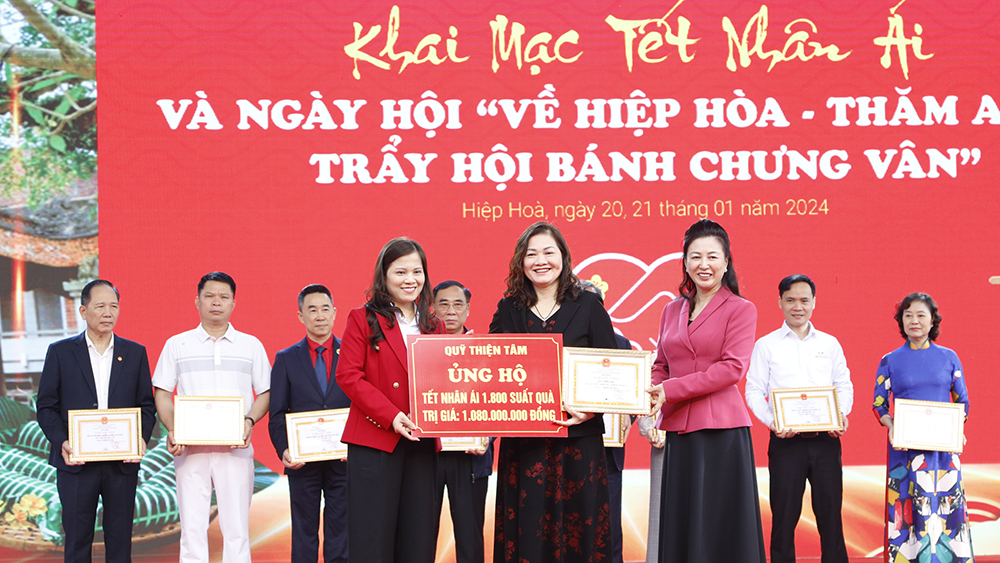 Khai Mạc Tết Nhân Ái
VÀ NGÀY HỘI “VỀ HIỆP HÒA - THĂM A
TRẨY HỘI BÁNH CHƯNG VÂN”
Hiệp Hoà, ngày 20, 21 tháng 01 năm 2024
QUỸ THIỆN TÂM
ỦNG HỘ
TẾT NHÂN ÁI 1.800 SUẤT QUÀ
TRỊ GIÁ: 1.080.000.000 ĐỒNG